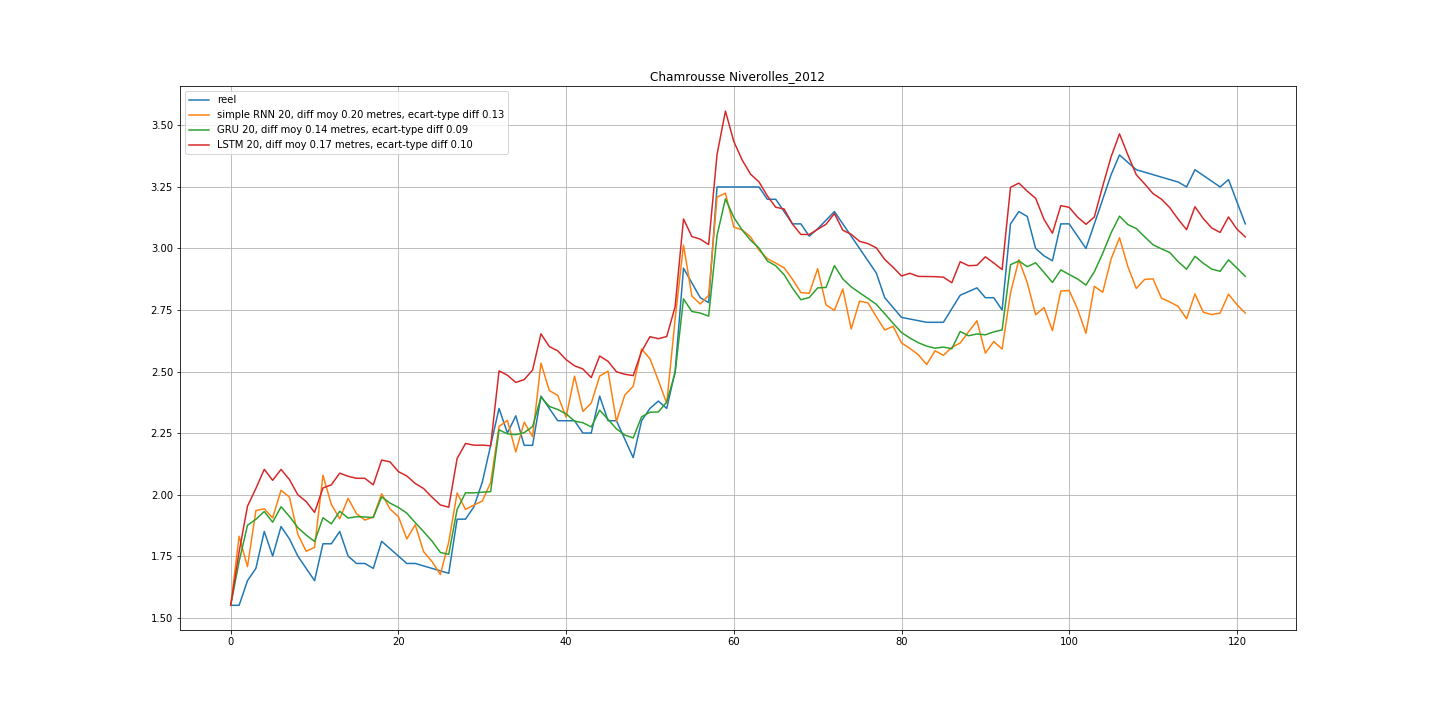 Chamrousse Niverolles_2012
reel
simple RNN 20, diff moy 0.20 metres, ecart-type diff 0.13
GRU 20, diff moy 0.14 metres, ecart-type diff 0.09
LSTM 20, diff moy 0.17 metres, ecart-type diff 0.10
3.50
3.25
3.00
2.75
2.50
2.25
2.00
1.75
1.50
0 20 40 60 80 100 120